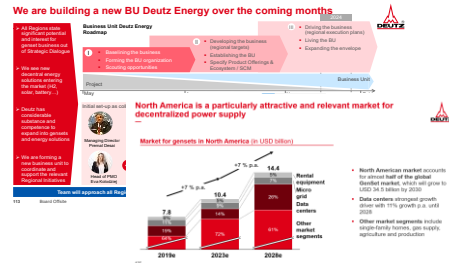 We are building a new BU Deutz Energy over the coming months
DEUTZ
All Regions state
significant potential
and interest for
genset business out
of Strategic Dialogue
We see new
decentral energy
solutions entering
the market (H2,
solar, battery…)
Deutz has
considerable
substance and
competence to
expand into gensets
and energy solutions
We are forming a
new business unit to
coordinate and
support the relevant
Regional initiatives
Business Unit Deutz Energy
Roadmap
2024
I
Forming the BU organization
Scouting opportunities
II
Developing the business
(regional targets)
Establishing the BU
Specify Product Offerings &
Ecosystem / SCM
III
Driving the business
(regional execution plans)
Living the BU
Expanding the envelope
Project
Business Unit
May
Initial set-up as
Managing Director
Head of PMO
Team will approach all
Board Offsite
North America is a particularly attractive and relevant market for
decentralized power supply
DEUTZ
Market for gensets in North America (in USD billion)
+7 % p.a.
+7 % p.a.
7.8
10.4
14.4
5%
7%
14%
72%
5%
7%
61%
Rental
equipment
Micro
grid
Data
centers
Other
market
segments
2019e
2023e
2028e
North American market accounts
for almost half of the global
GenSet market, which will grow to
USD 34.5 billion by 2030
Data centers strongest growth
driver with 11% growth p.a. until
2028
Other market segments include
single-family homes, gas supply,
agriculture and production